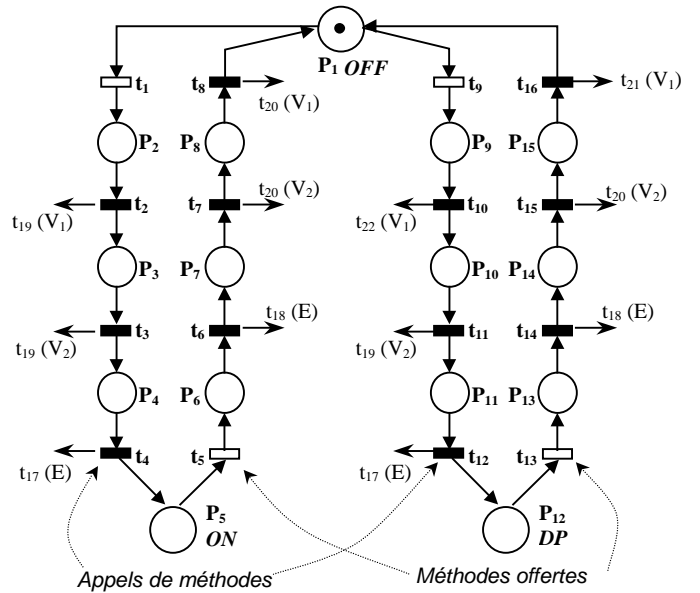 P1 OFF
t1 t8 t9 t16
t20 (V1) t21 (V1)
P2 P8 P9 P15
t2 t7 t10 t15
t19 (V1) t20 (V2) t22 (V1) t20 (V2)
P3 P7 P10 P14
t18 (E) t18 (E)
t3 t6 t11 t14
t19 (V2) t19 (V2)
P4 P6 P11 P13
t4 t5 t12 t13
t17 (E) t17 (E)
P5 P12
ON DP
Appels de méthodes Méthodes offertes